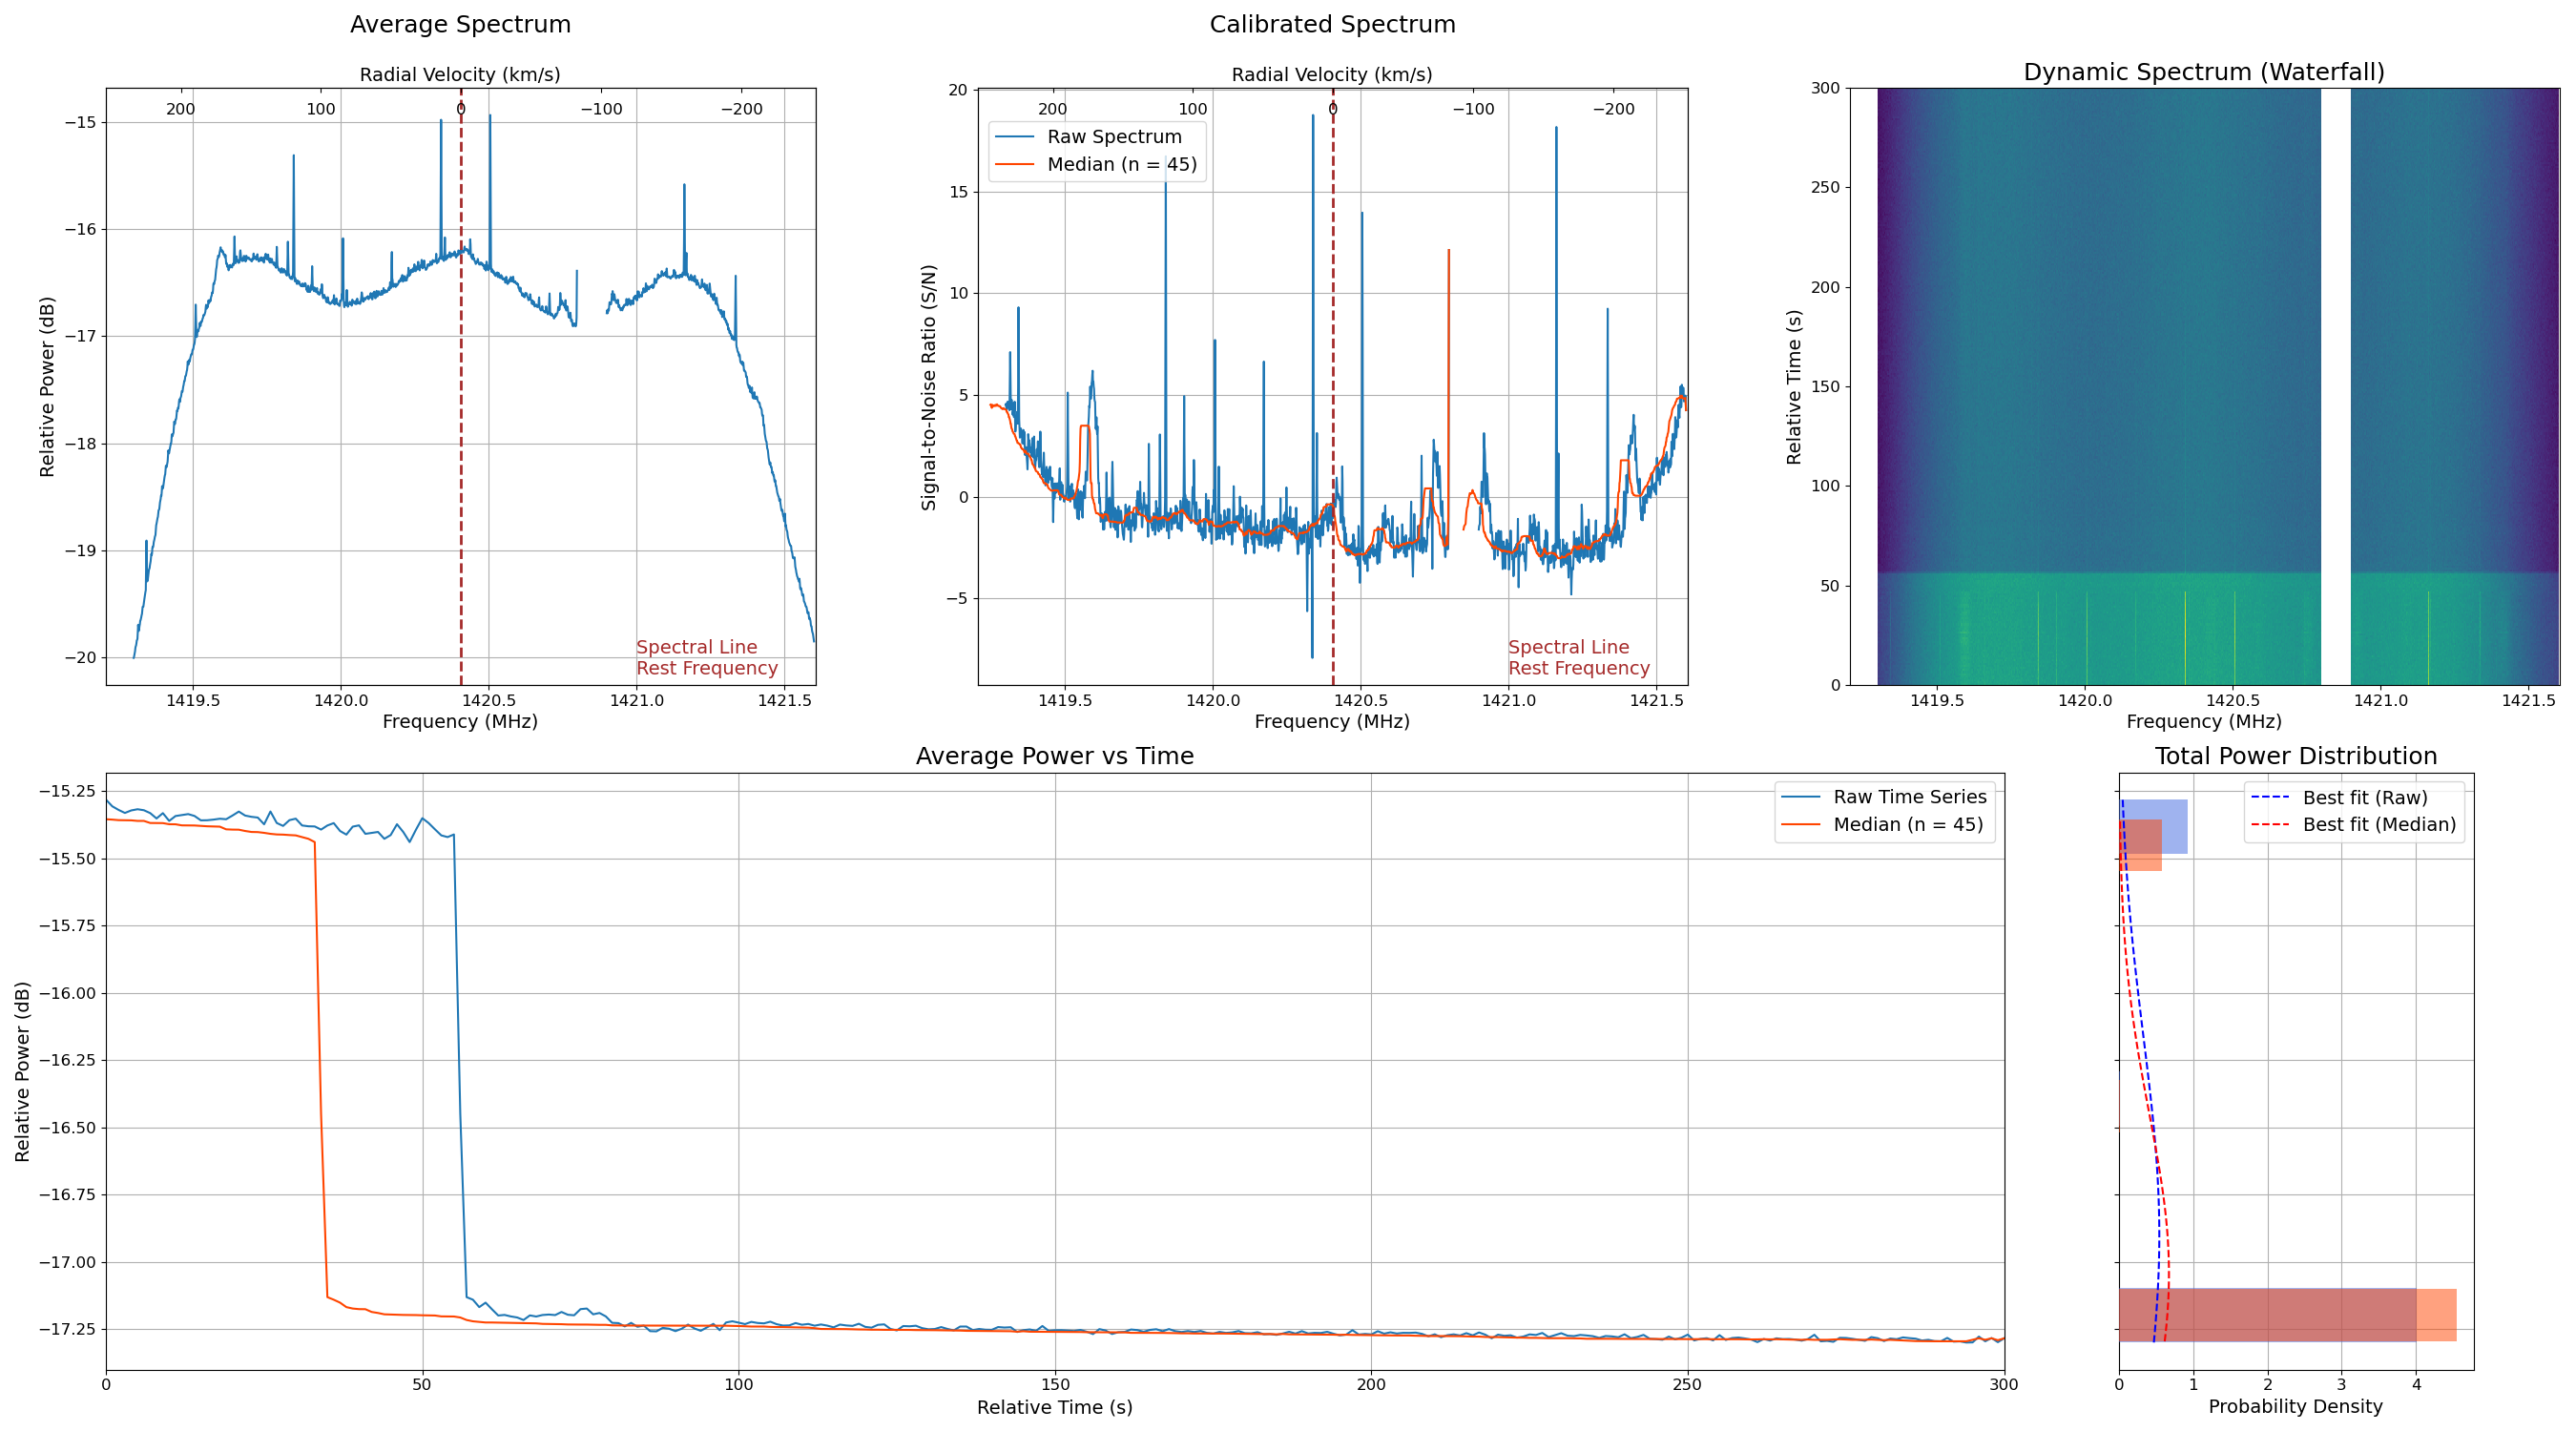 Average Spectrum
Radial Velocity (km/s)
200 100 0 −100 −200
−15
−16
−17
−18
−19
−20
Relative Power (dB)
Spectral Line
Rest Frequency
1419.5 1420.0 1420.5 1421.0 1421.5
Frequency (MHz)
Calibrated Spectrum
Radial Velocity (km/s)
200 100 0 −100 −200
Raw Spectrum
Median (n = 45)
20
15
10
5
0
−5
Signal-to-Noise Ratio (S/N)
Spectral Line
Rest Frequency
1419.5 1420.0 1420.5 1421.0 1421.5
Frequency (MHz)
Dynamic Spectrum (Waterfall)
300
250
200
150
100
50
0
Relative Time (s)
1419.5 1420.0 1420.5 1421.0 1421.5
Frequency (MHz)
Average Power vs Time
−15.25
−15.50
−15.75
−16.00
−16.25
−16.50
−16.75
−17.00
−17.25
Relative Power (dB)
Raw Time Series
Median (n = 45)
0 50 100 150 200 250 300
Relative Time (s)
Total Power Distribution
Best fit (Raw)
Best fit (Median)
0 1 2 3 4
Probability Density